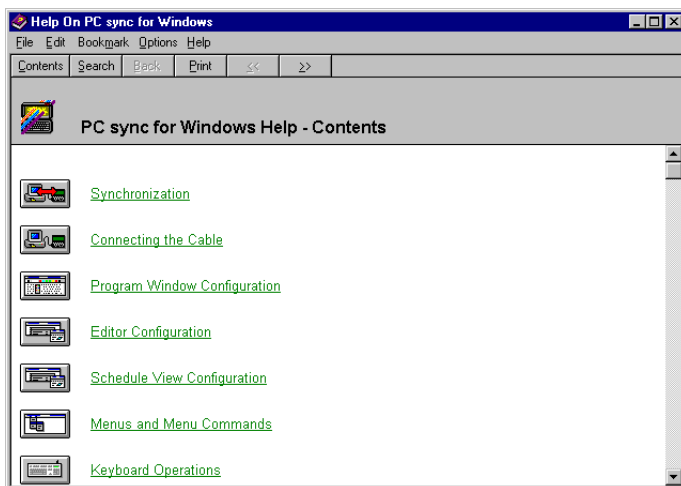 Help On PC sync for Windows
File Edit Bookmark Options Help
Contents Search Back Print << >>
PC sync for Windows Help - Contents
Synchronization
Connecting the Cable
Program Window Configuration
Editor Configuration
Schedule View Configuration
Menus and Menu Commands
Keyboard Operations